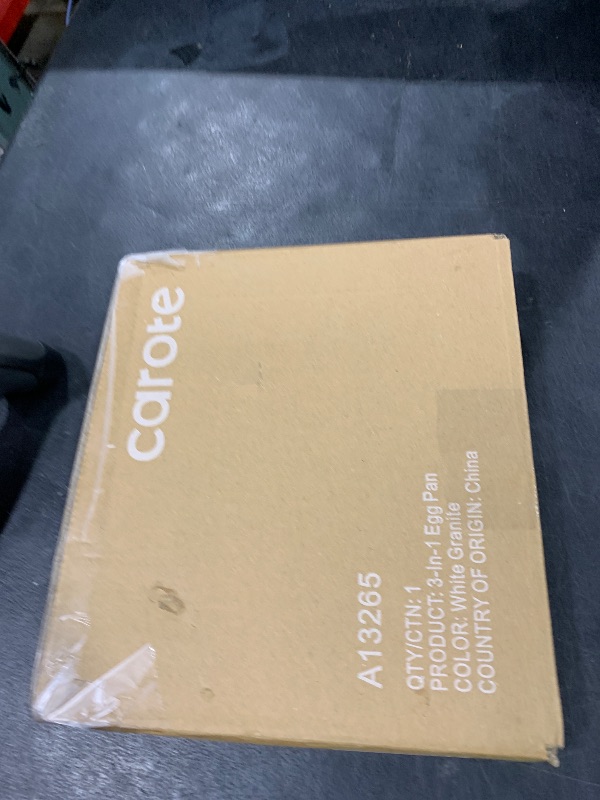 carote
A13265
QTY/CTN: 1
PRODUCT: 3-In-1 Egg Pan
COLOR: White Granite
COUNTRY OF ORIGIN: China